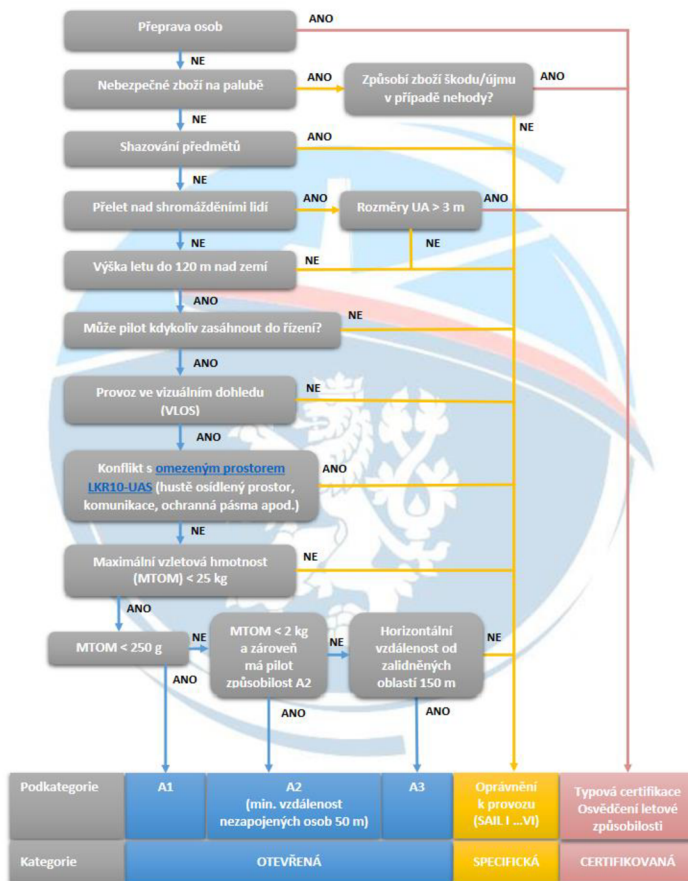 Přeprava osob
ANO
NE
Nebezpečné zboží na palubě
ANO
Způsobí zboží škodu/újmu
v případě nehody?
ANO
NE
NE
Shazování předmětů
ANO
NE
Přelet nad shromážděními lidí
ANO
Rozměry UA > 3 m
ANO
NE
NE
Výška letu do 120 m nad zemí
NE
ANO
Může pilot kdykoliv zasáhnout do řízení?
NE
ANO
Provoz ve vizuálním dohledu
(VLOS)
NE
ANO
Konflikt s omezeným prostorem
LKR10-UAS (hustě osídlený prostor,
komunikace, ochranná pásma apod.)
ANO
NE
Maximální vzletová hmotnost
(MTOM) < 25 kg
NE
ANO
MTOM < 250 g
NE
ANO
MTOM < 2 kg
a zároveň
má pilot
způsobilost A2
NE
ANO
Horizontální
vzdálenost od
zalidněných
oblastí 150 m
NE
ANO
Podkategorie
A1
A2
(min. vzdálenost
nezapojených osob 50 m)
A3
Oprávnění
k provozu
(SAIL I ...VI)
Typová certifikace
Osvědčení letové
způsobilosti
Kategorie
OTEVŘENÁ
SPECIFICKÁ
CERTIFIKOVANÁ